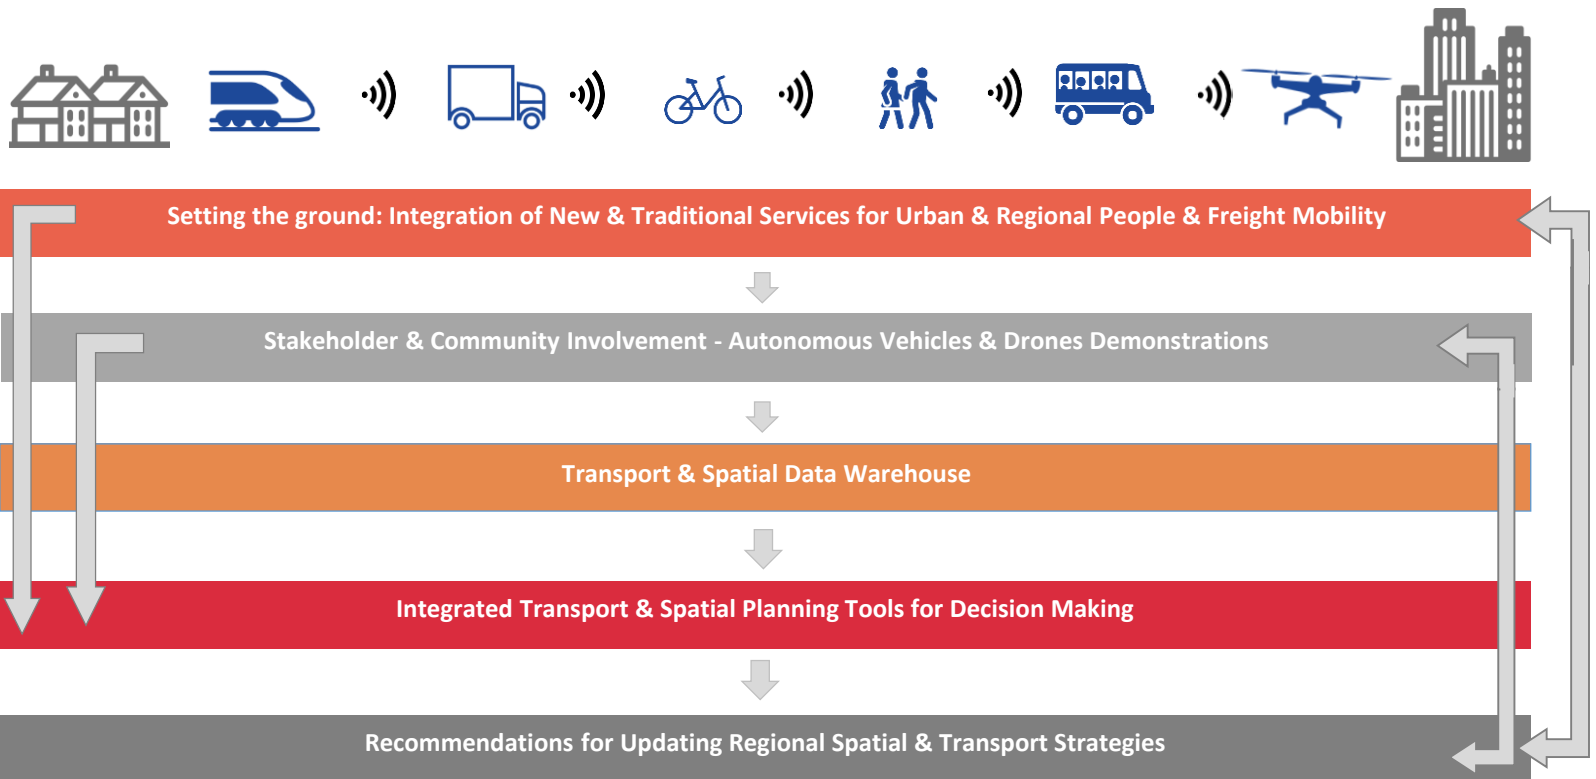 Setting the ground: Integration of New & Traditional Services for Urban & Regional People & Freight Mobility
Stakeholder & Community Involvement - Autonomous Vehicles & Drones Demonstrations
Transport & Spatial Data Warehouse
Integrated Transport & Spatial Planning Tools for Decision Making
Recommendations for Updating Regional Spatial & Transport Strategies